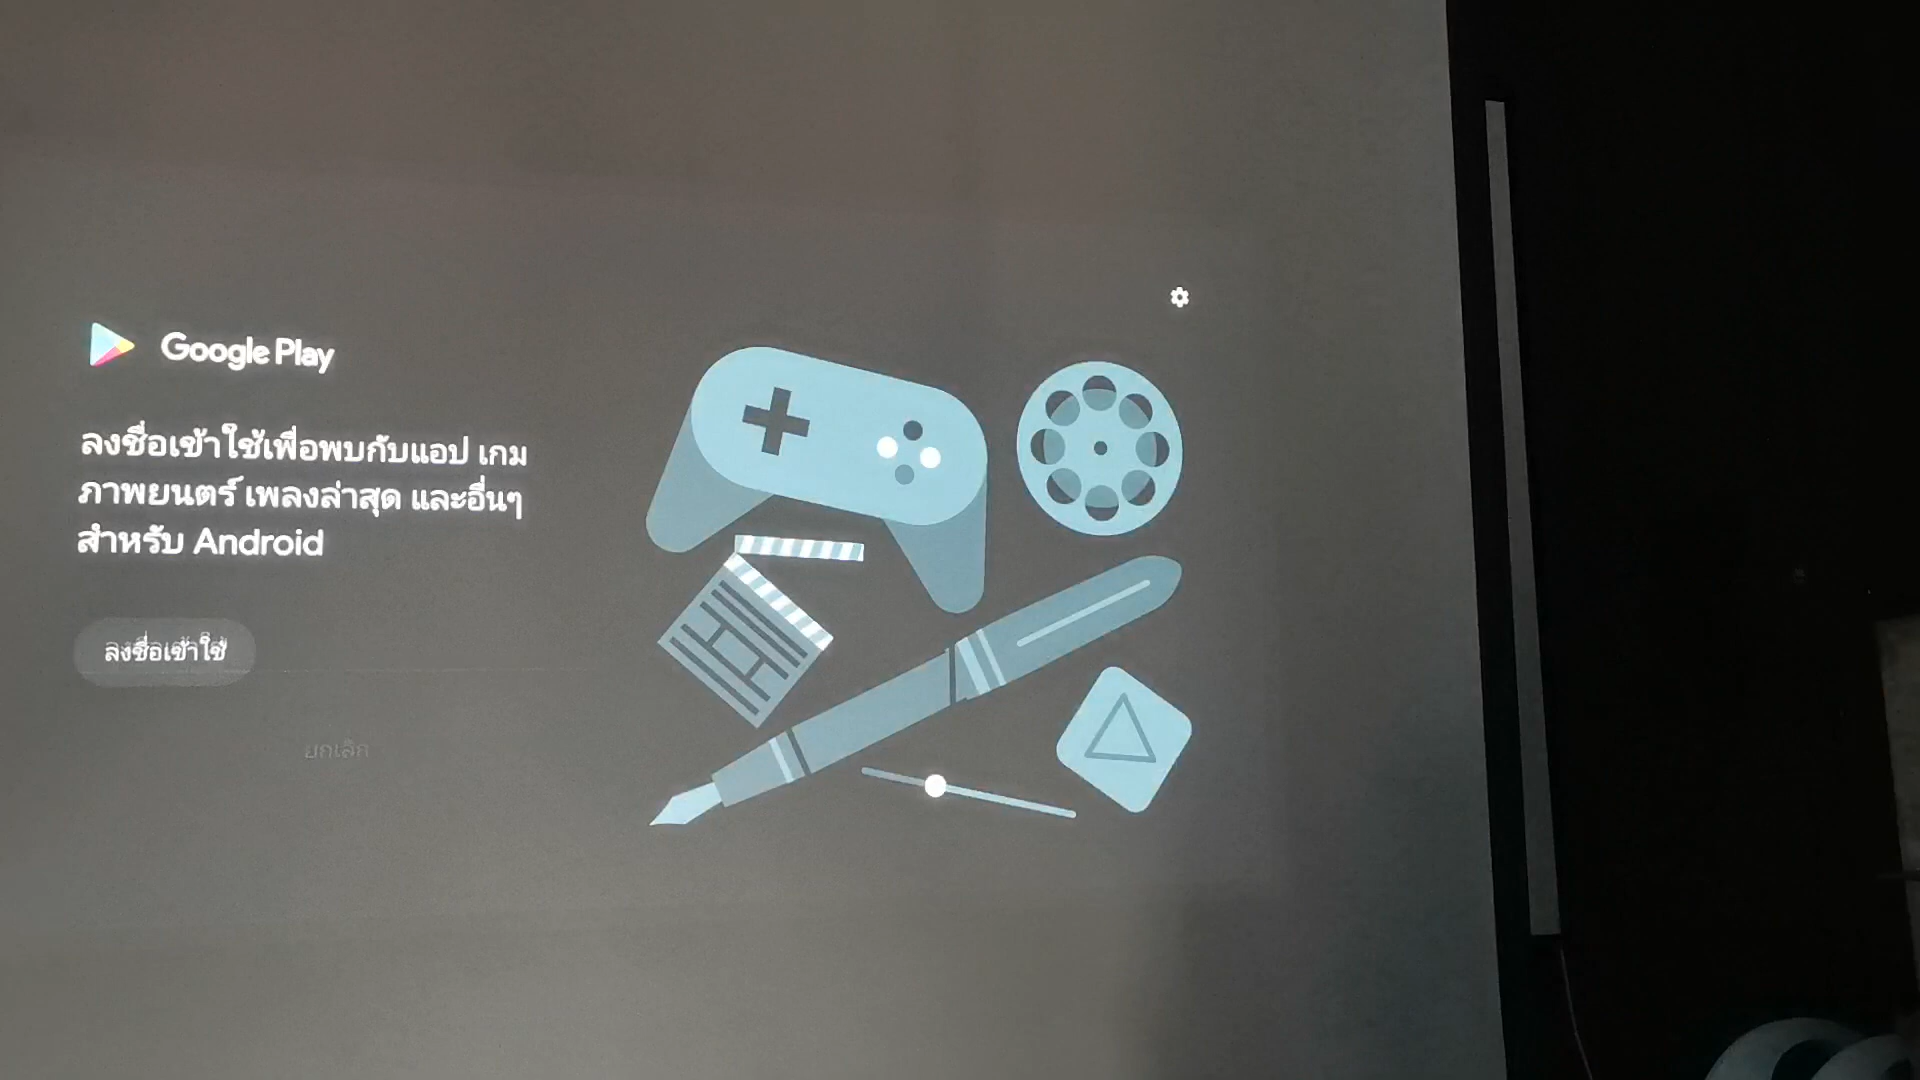 Google Play
ลงชื่อเข้าใช้เพื่อพบกับแอป เกม
ภาพยนตร์ เพลงล่าสุด และอื่นๆ
สำหรับ Android
ลงชื่อเข้าใช้
ยกเลิก